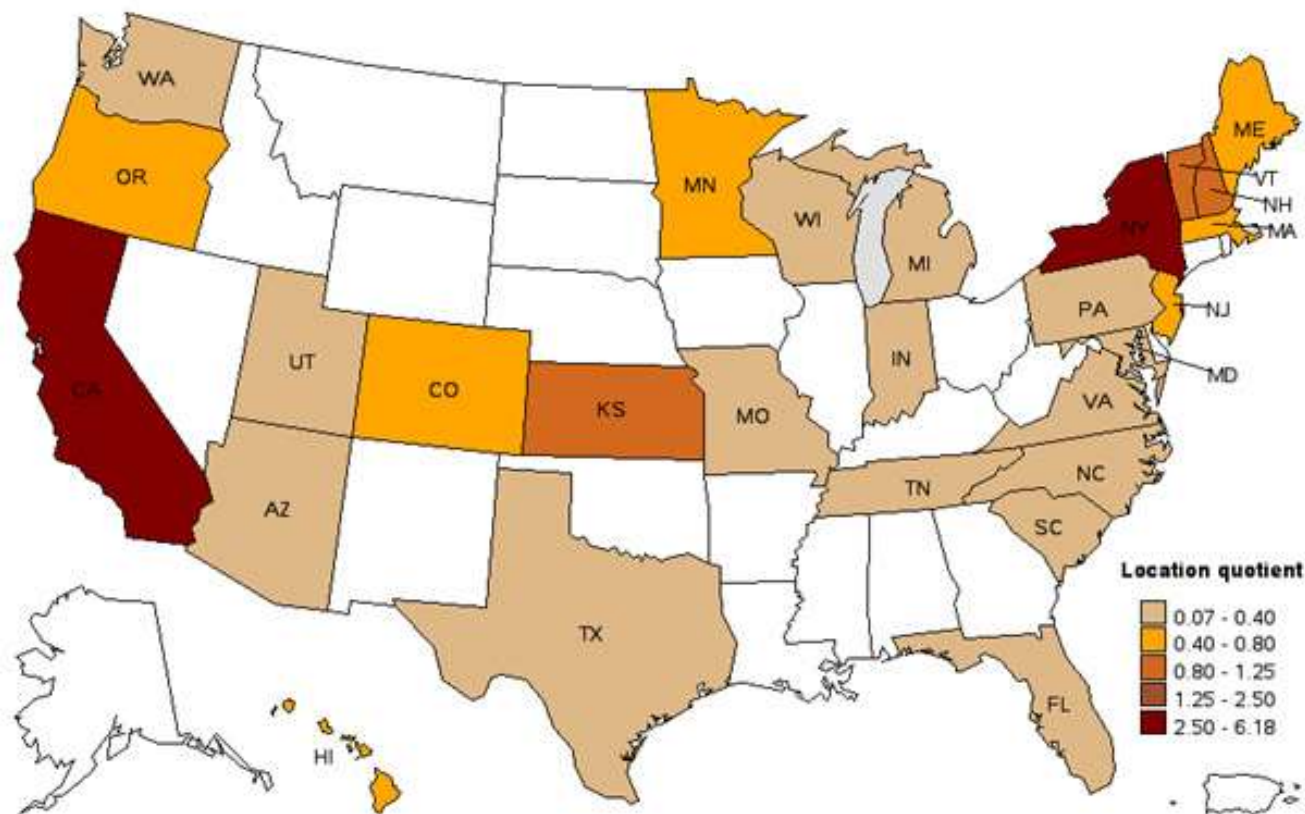 WA
ME
OR
VT
MN
NH
WI
NY
MA
MI
PA
NJ
UT
IN
CO
MD
CA
KS
VA
MO
NC
TN
AZ
SC
Location quotient
0.07 - 0.40
TX
0.40 - 0.80
0.80 - 1.25
1.25 - 2.50
FL
2.50 - 6.18
HI